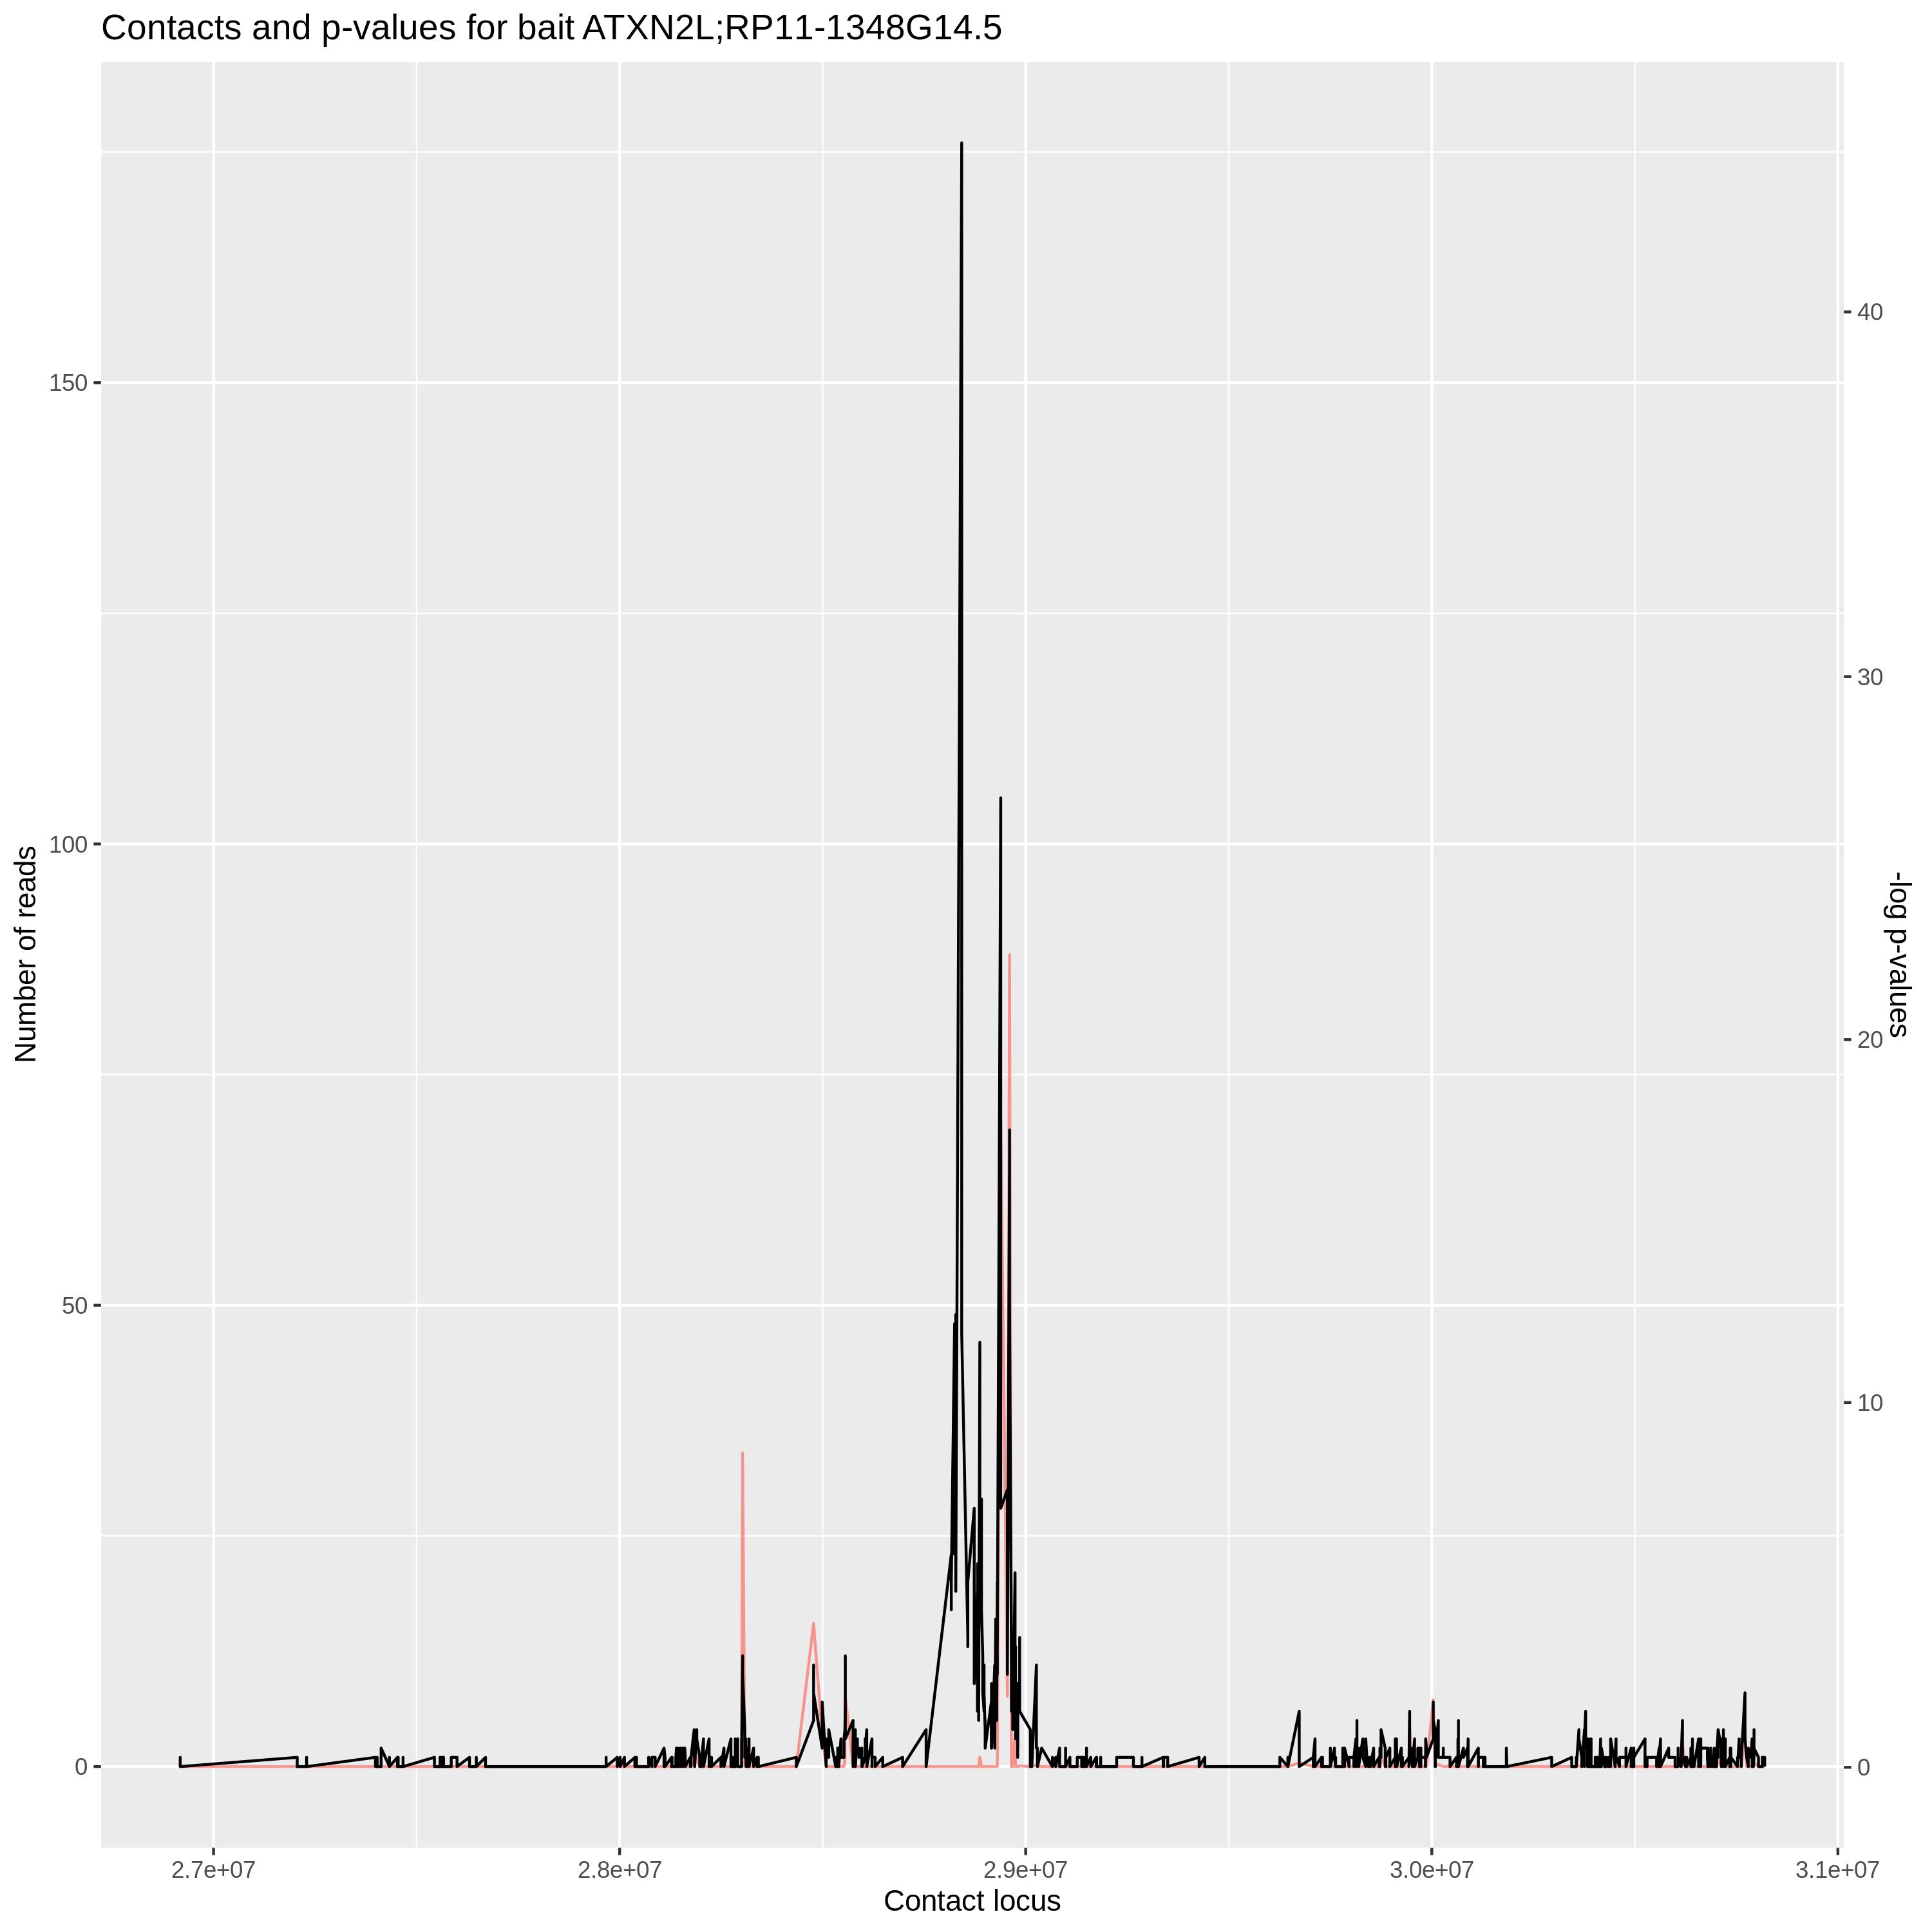 Contacts and p-values for bait ATXN2L;RP11-1348G14.5
Number of reads
150
100
50
0
40
30
20
10
0
-log p-values
2.7e+07
2.8e+07
2.9e+07
3.0e+07
3.1e+07
Contact locus